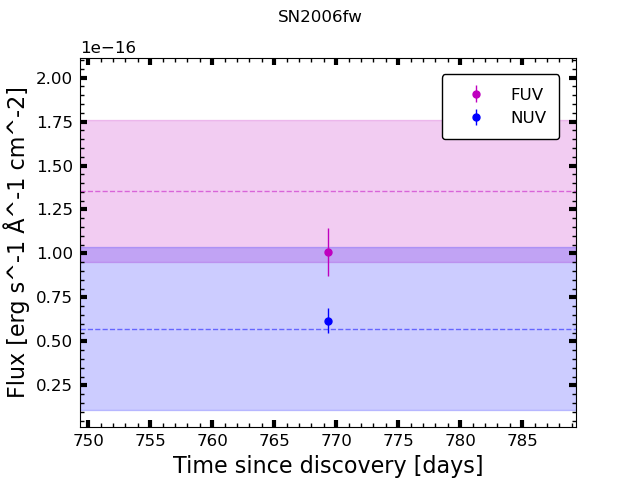 SN2006fw
1e−16
2.00
1.75
1.50
1.25
1.00
0.75
0.50
0.25
Flux [erg s^-1 Å^-1 cm^-2]
FUV
NUV
750 755 760 765 770 775 780 785
Time since discovery [days]